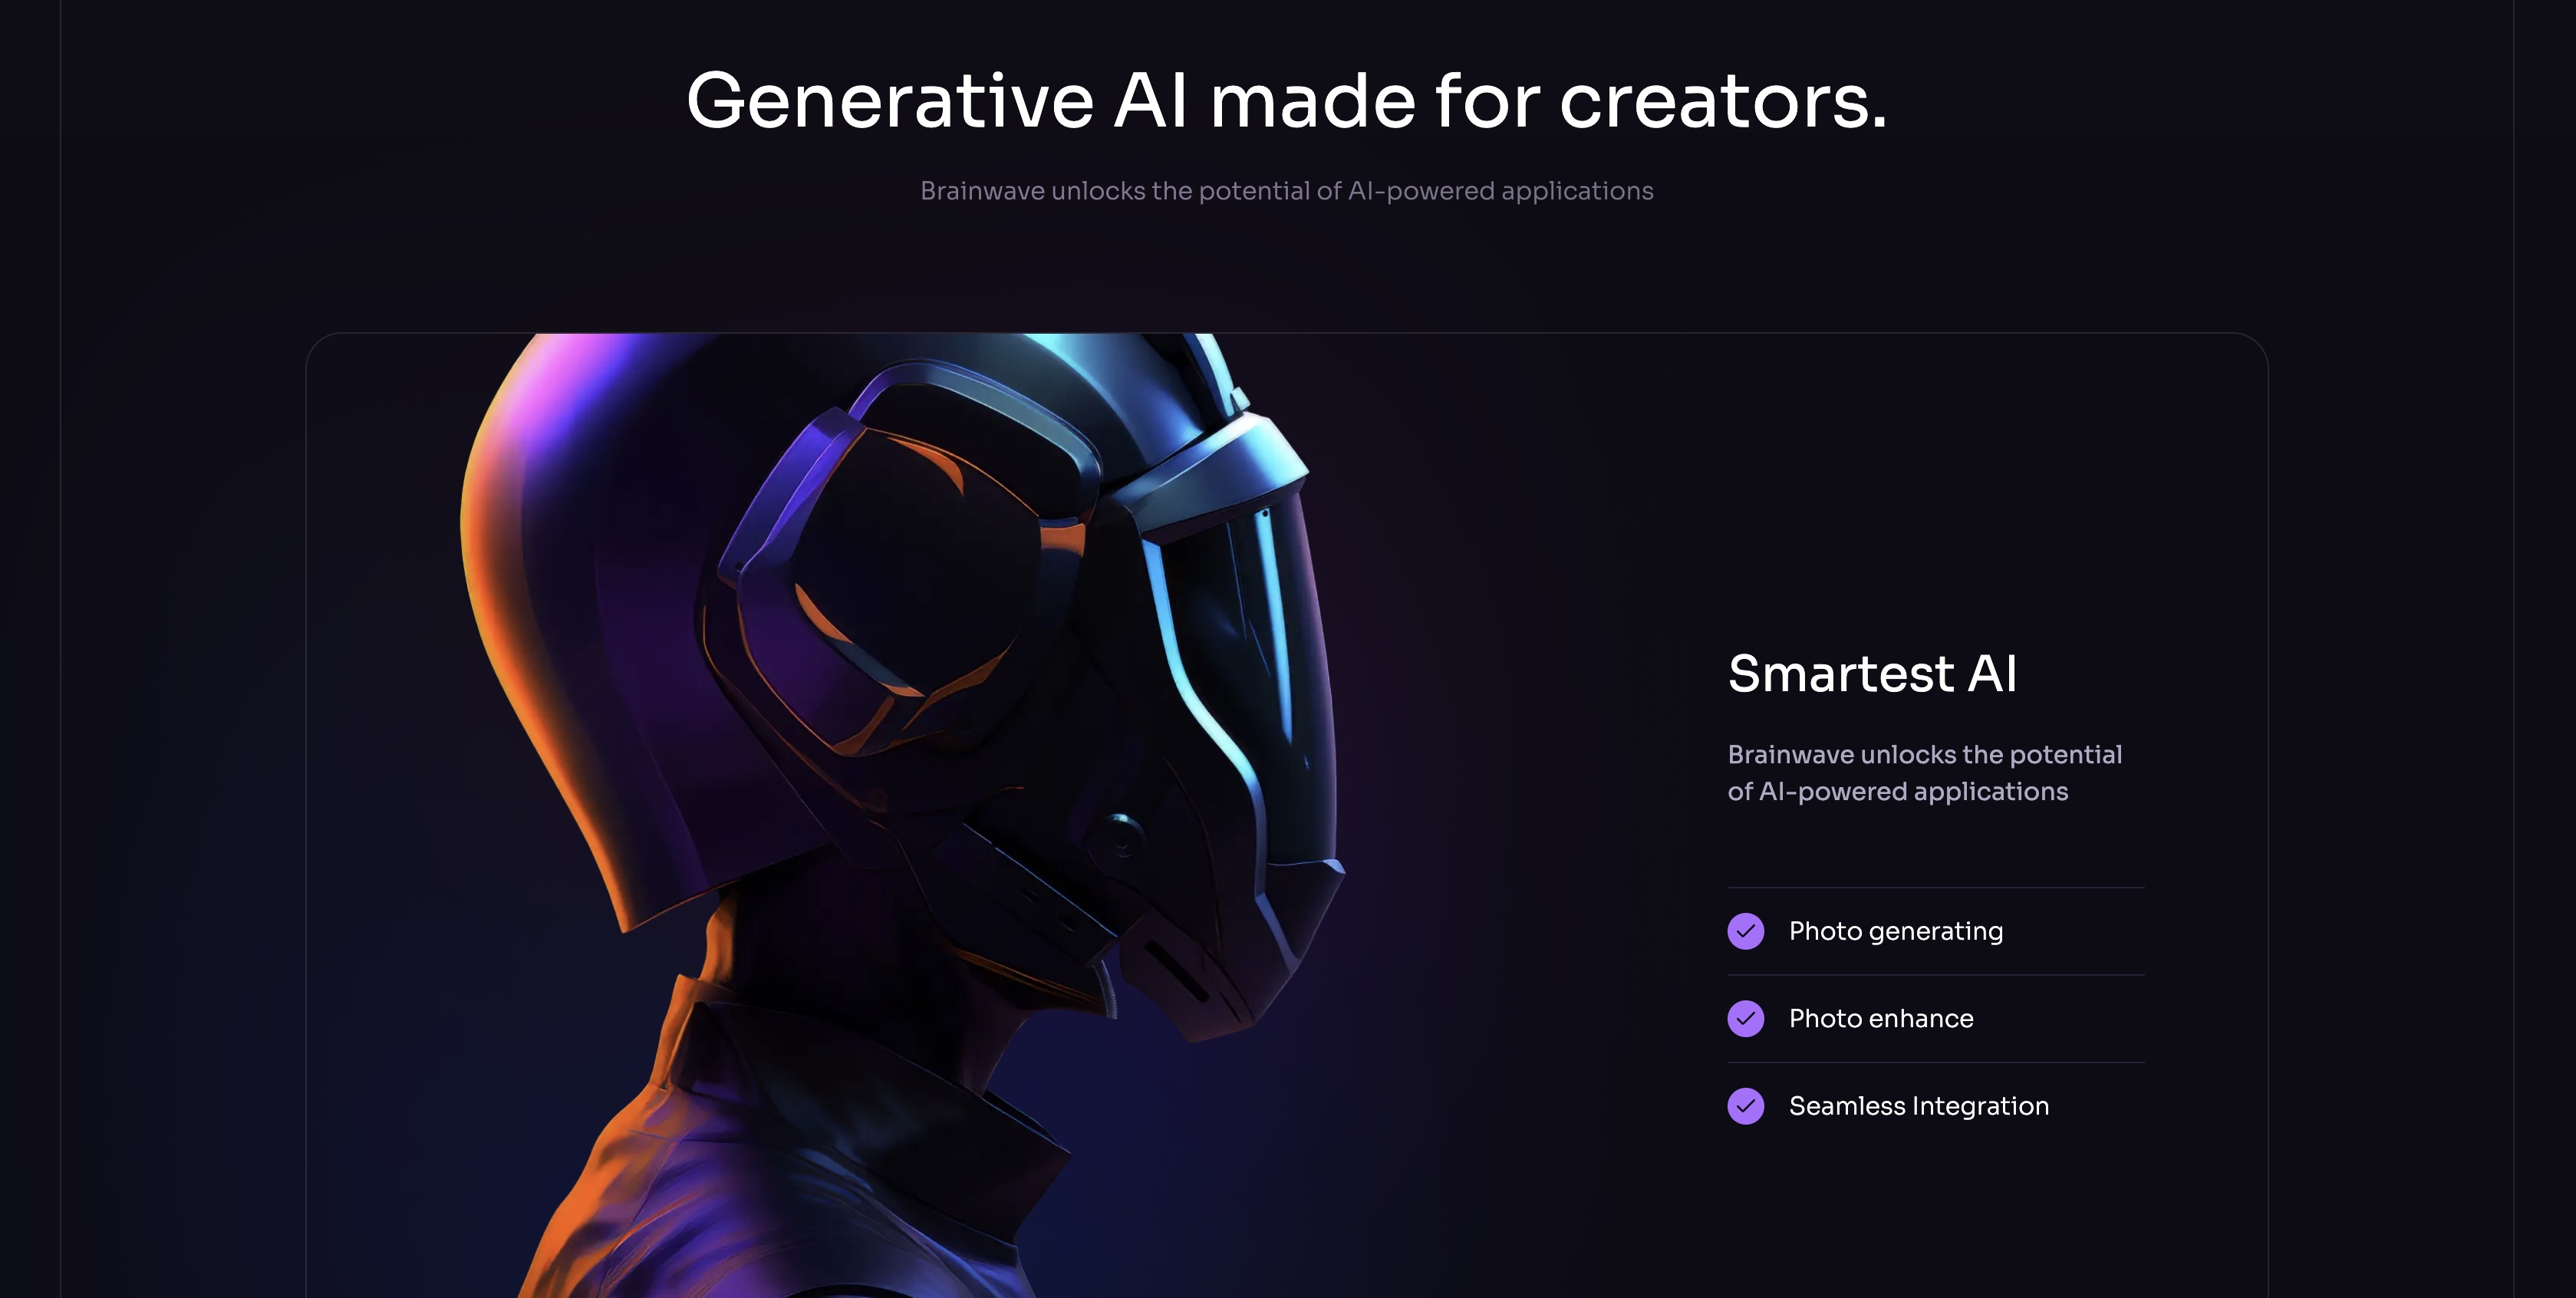 Generative AI made for creators.
Brainwave unlocks the potential of AI-powered applications
Smartest AI
Brainwave unlocks the potential
of AI-powered applications
Photo generating
Photo enhance
Seamless Integration